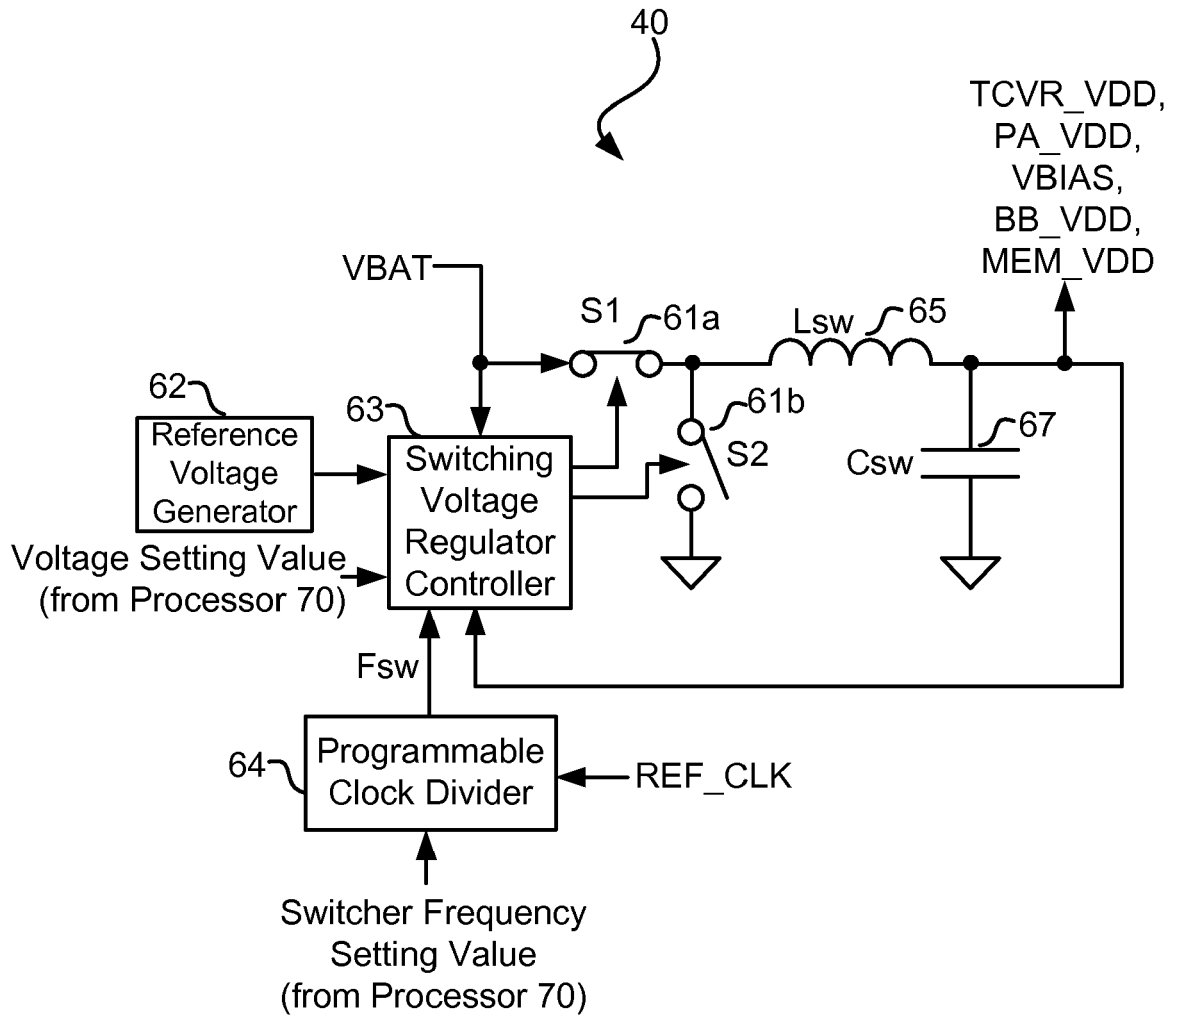 40
TCVR_VDD,
PA_VDD,
VBIAS,
BB_VDD,
MEM_VDD
VBAT
S1
61a
Lsw
65
62
63
61b
67
Reference
Voltage
Generator
Switching
Voltage
Regulator
Controller
S2
Csw
Voltage Setting Value
(from Processor 70)
Fsw
64
Programmable
Clock Divider
REF_CLK
Switcher Frequency
Setting Value
(from Processor 70)